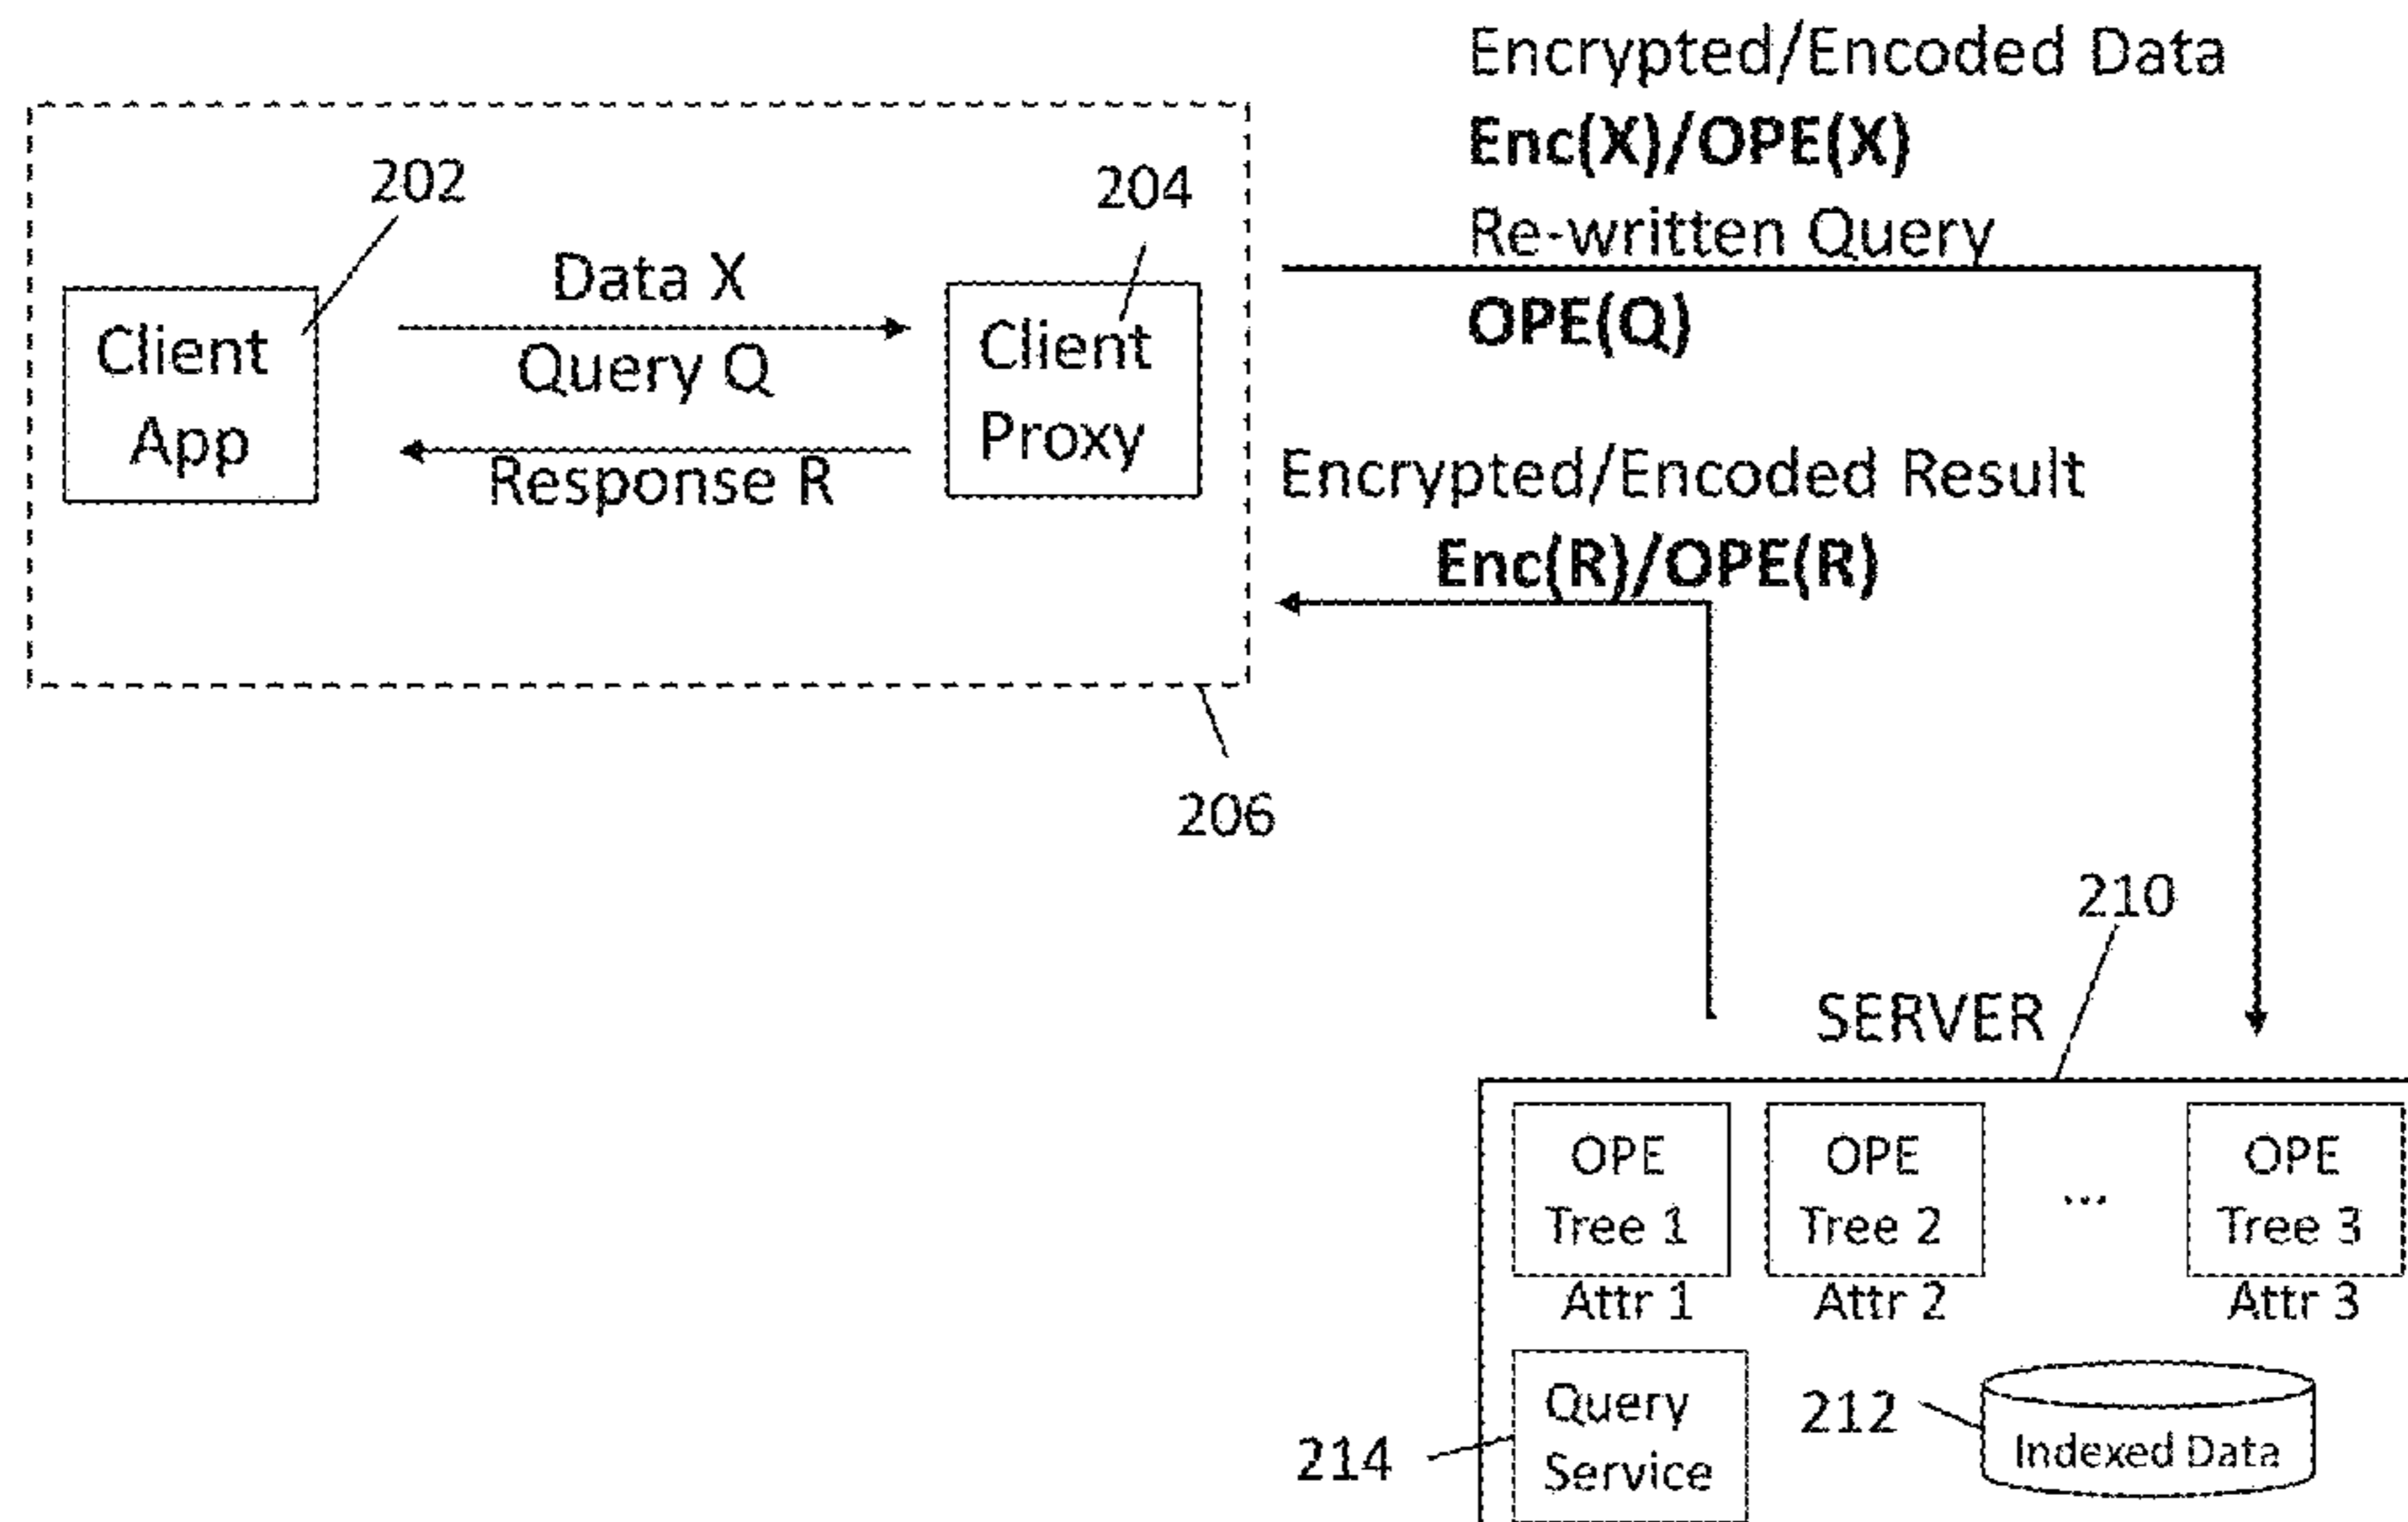 Encrypted/Encoded Data
Enc(X)/OPE(X)
Re-written Query
OPE(Q)
202
204
Data X
Query Q
Response R
Client
App
Client
Proxy
Encrypted/Encoded Result
Enc(R)/OPE(R)
206
210
SERVER
OPE
Tree 1
Attr 1
OPE
Tree 2
Attr 2
...
OPE
Tree 3
Attr 3
214
Query
Service
212
Indexed Data